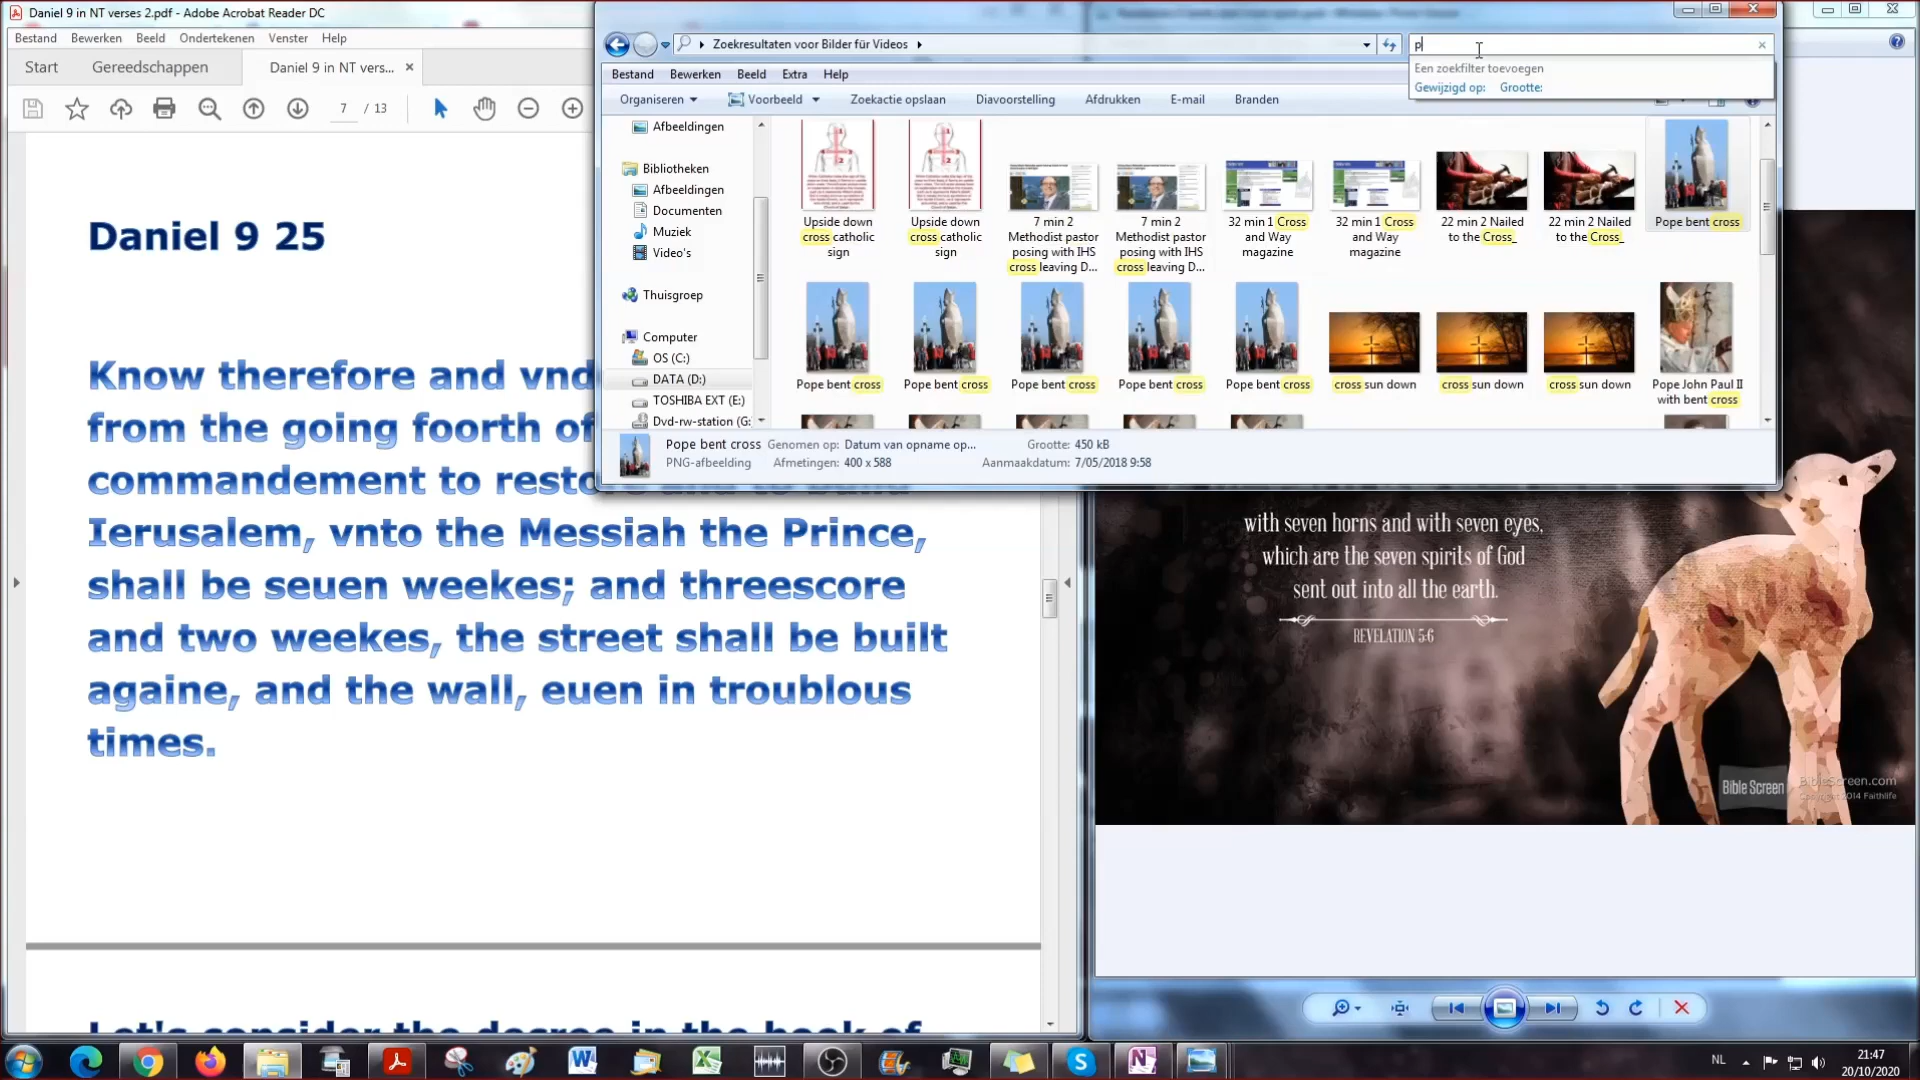 Daniel 9 in NT verses 2.pdf - Adobe Acrobat Reader DC
Bestand Bewerken Beeld Ondertekenen Venster Help
Start Gereedschappen Daniel 9 in NT vers... ×
7 / 13
Daniel 9 25
Know therefore and vnd
from the going foorth of
commandement to resto
Ierusalem, vnto the Messiah the Prince,
shall be seuen weekes; and threescore
and two weekes, the street shall be built
againe, and the wall, euen in troublous
times.
Let's consider the decree in the book of
Zoekresultaten voor Bilder für Videos
p
Een zoekfilter toevoegen
Gewijzigd op: Grootte:
Bestand Bewerken Beeld Extra Help
Organiseren Voorbeeld Zoekactie opslaan Diavoorstelling Afdrukken E-mail Branden
Afbeeldingen
Bibliotheken
Afbeeldingen
Documenten
Muziek
Video's
Thuisgroep
Computer
OS (C:)
DATA (D:)
TOSHIBA EXT (E:)
Dvd-rw-station (G:
Upside down cross catholic sign
Upside down cross catholic sign
7 min 2 Methodist pastor posing with IHS cross leaving D...
7 min 2 Methodist pastor posing with IHS cross leaving D...
32 min 1 Cross and Way magazine
32 min 1 Cross and Way magazine
22 min 2 Nailed to the Cross_
22 min 2 Nailed to the Cross_
Pope bent cross
Pope bent cross
Pope bent cross
Pope bent cross
Pope bent cross
Pope bent cross
cross sun down
cross sun down
cross sun down
Pope John Paul II with bent cross
Pope bent cross Genomen op: Datum van opname op... Grootte: 450 kB
PNG-afbeelding Afmetingen: 400 x 588 Aanmaakdatum: 7/05/2018 9:58
with seven horns and with seven eyes,
which are the seven spirits of God
sent out into all the earth.
REVELATION 5:6
Bible Screen
BibleScreen.com
Copyright 2014 Faithlife
NL
21:47
20/10/2020